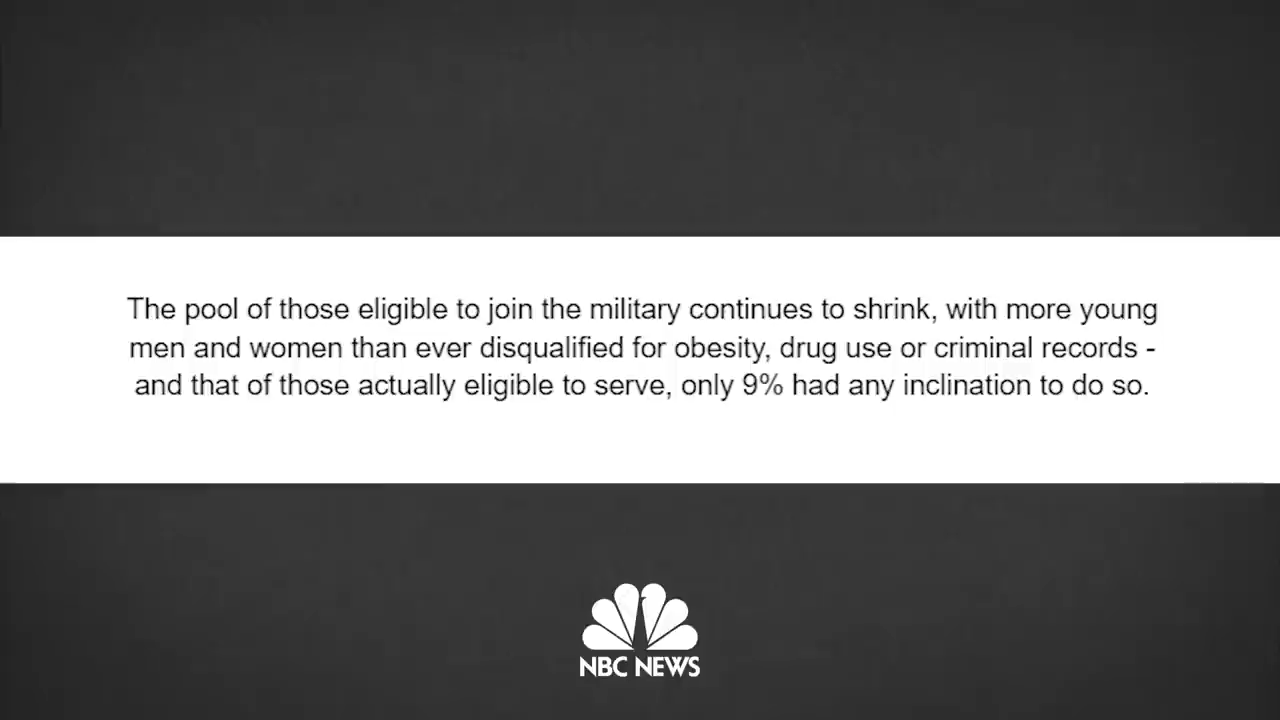 The pool of those eligible to join the military continues to shrink, with more young
men and women than ever disqualified for obesity, drug use or criminal records -
and that of those actually eligible to serve, only 9% had any inclination to do so.
NBC NEWS